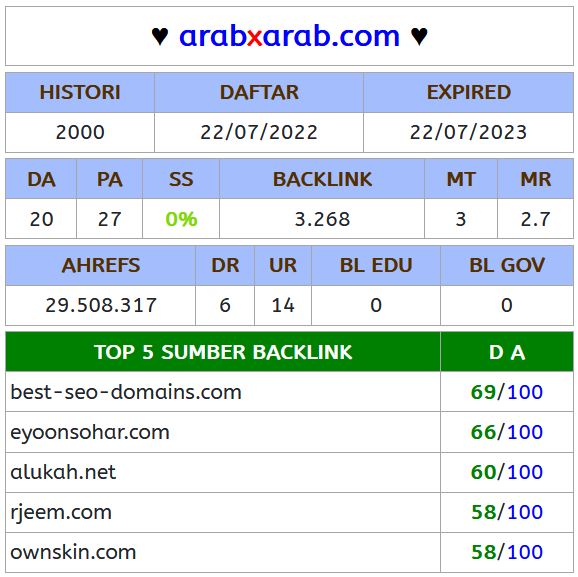 ♥ arabxarab.com ♥
HISTORI DAFTAR EXPIRED
2000 22/07/2022 22/07/2023
DA PA SS BACKLINK MT MR
20 27 0% 3.268 3 2.7
AHREFS DR UR BL EDU BL GOV
29.508.317 6 14 0 0
TOP 5 SUMBER BACKLINK D A
best-seo-domains.com 69/100
eyoonsohar.com 66/100
alukah.net 60/100
rjeem.com 58/100
ownskin.com 58/100